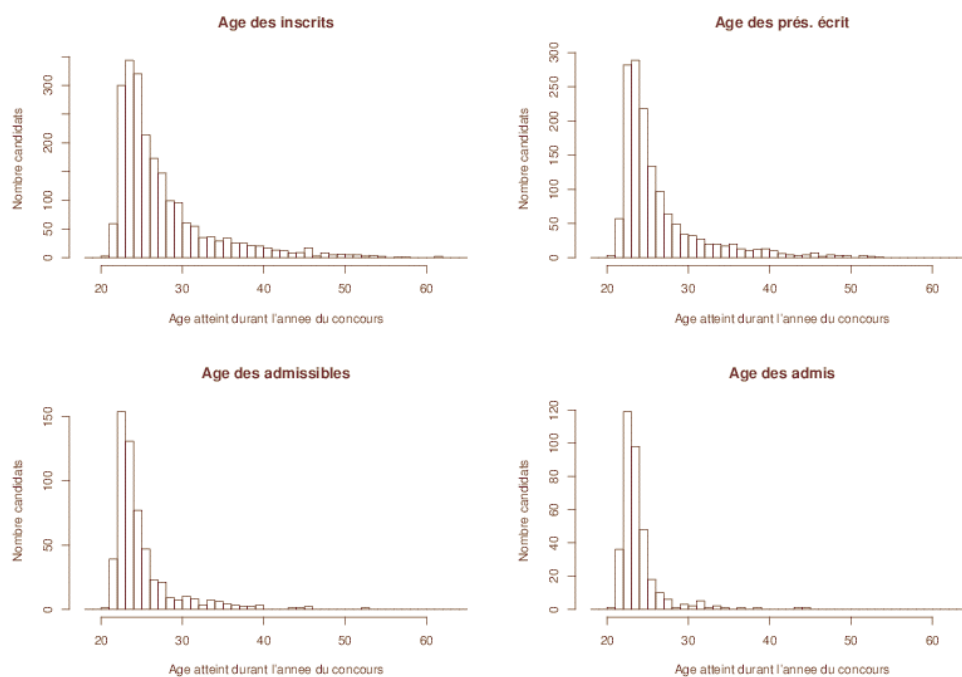 Age des inscrits
Nombre candidats
300
200
100
50
0
20 30 40 50 60
Age atteint durant l'annee du concours
Age des prés. écrit
Nombre candidats
300
250
200
150
100
50
0
20 30 40 50 60
Age atteint durant l'annee du concours
Age des admissibles
Nombre candidats
150
100
50
0
20 30 40 50 60
Age atteint durant l'annee du concours
Age des admis
Nombre candidats
120
100
80
60
40
20
0
20 30 40 50 60
Age atteint durant l'annee du concours